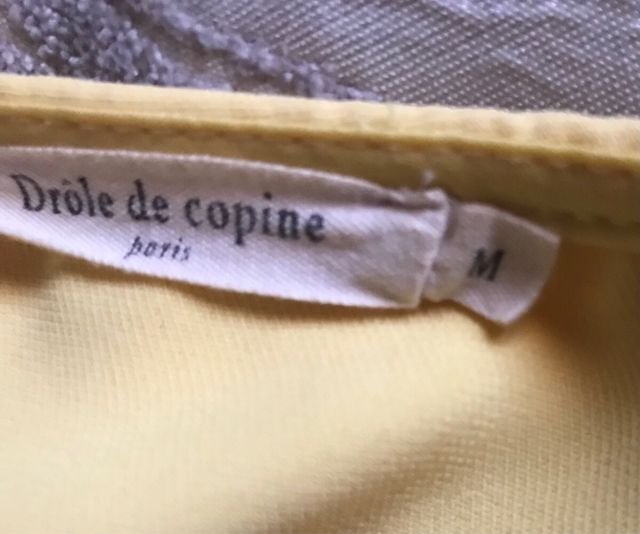 Drôle de copine
paris
M